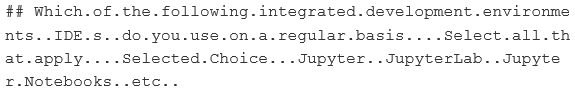 ## Which.of.the.following.integrated.development.environme
nts..IDE.s..do.you.use.on.a.regular.basis....Select.all.th
at.apply....Selected.Choice...Jupyter..JupyterLab..Jupyte
r.Notebooks..etc..